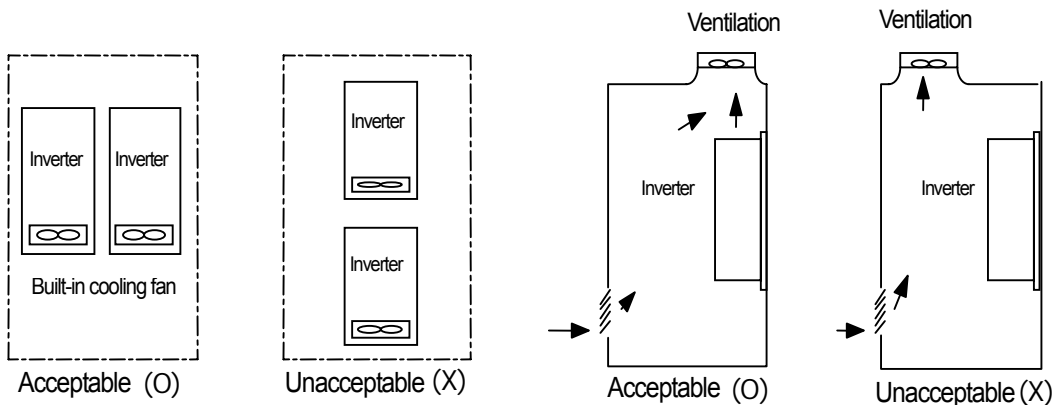 Inverter
Inverter
Built-in cooling fan
Acceptable (O)
Inverter
Inverter
Unacceptable (X)
Ventilation
Inverter
Acceptable (O)
Ventilation
Inverter
Unacceptable (X)